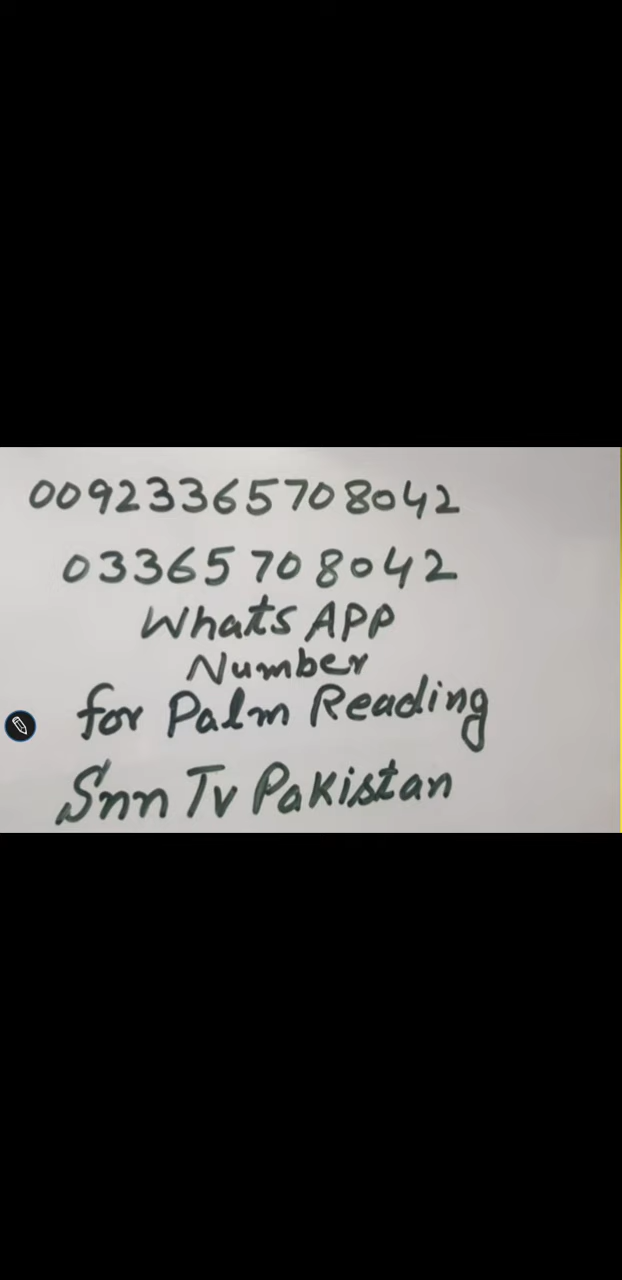 00923365708042
03365708042
Whats APP
Number
for Palm Reading
Snn Tv Pakistan